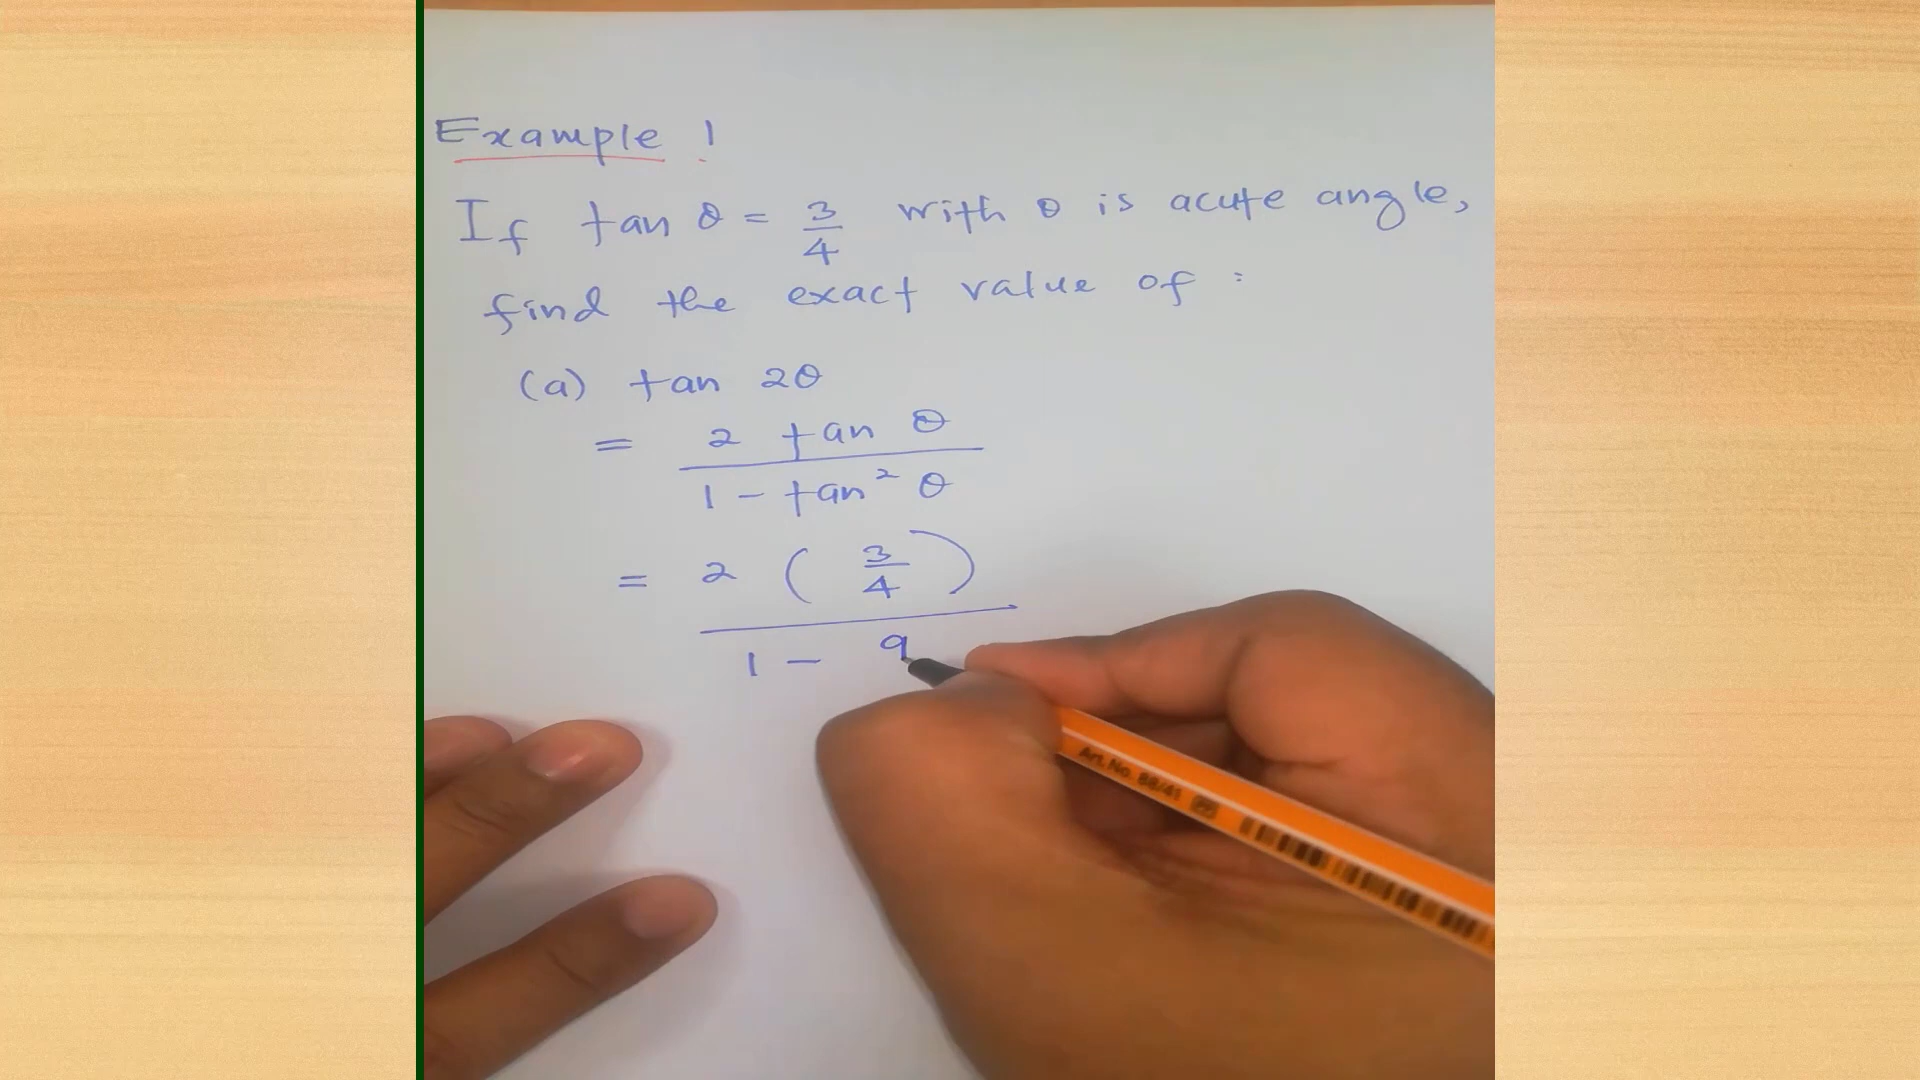 Example !
If tan θ = 3/4 with θ is acute angle,
find the exact value of :
(a) tan 2θ
= 2 tan θ / 1 - tan² θ
= 2 ( 3/4 ) / 1 - 9
Art.No. 88/41 PP